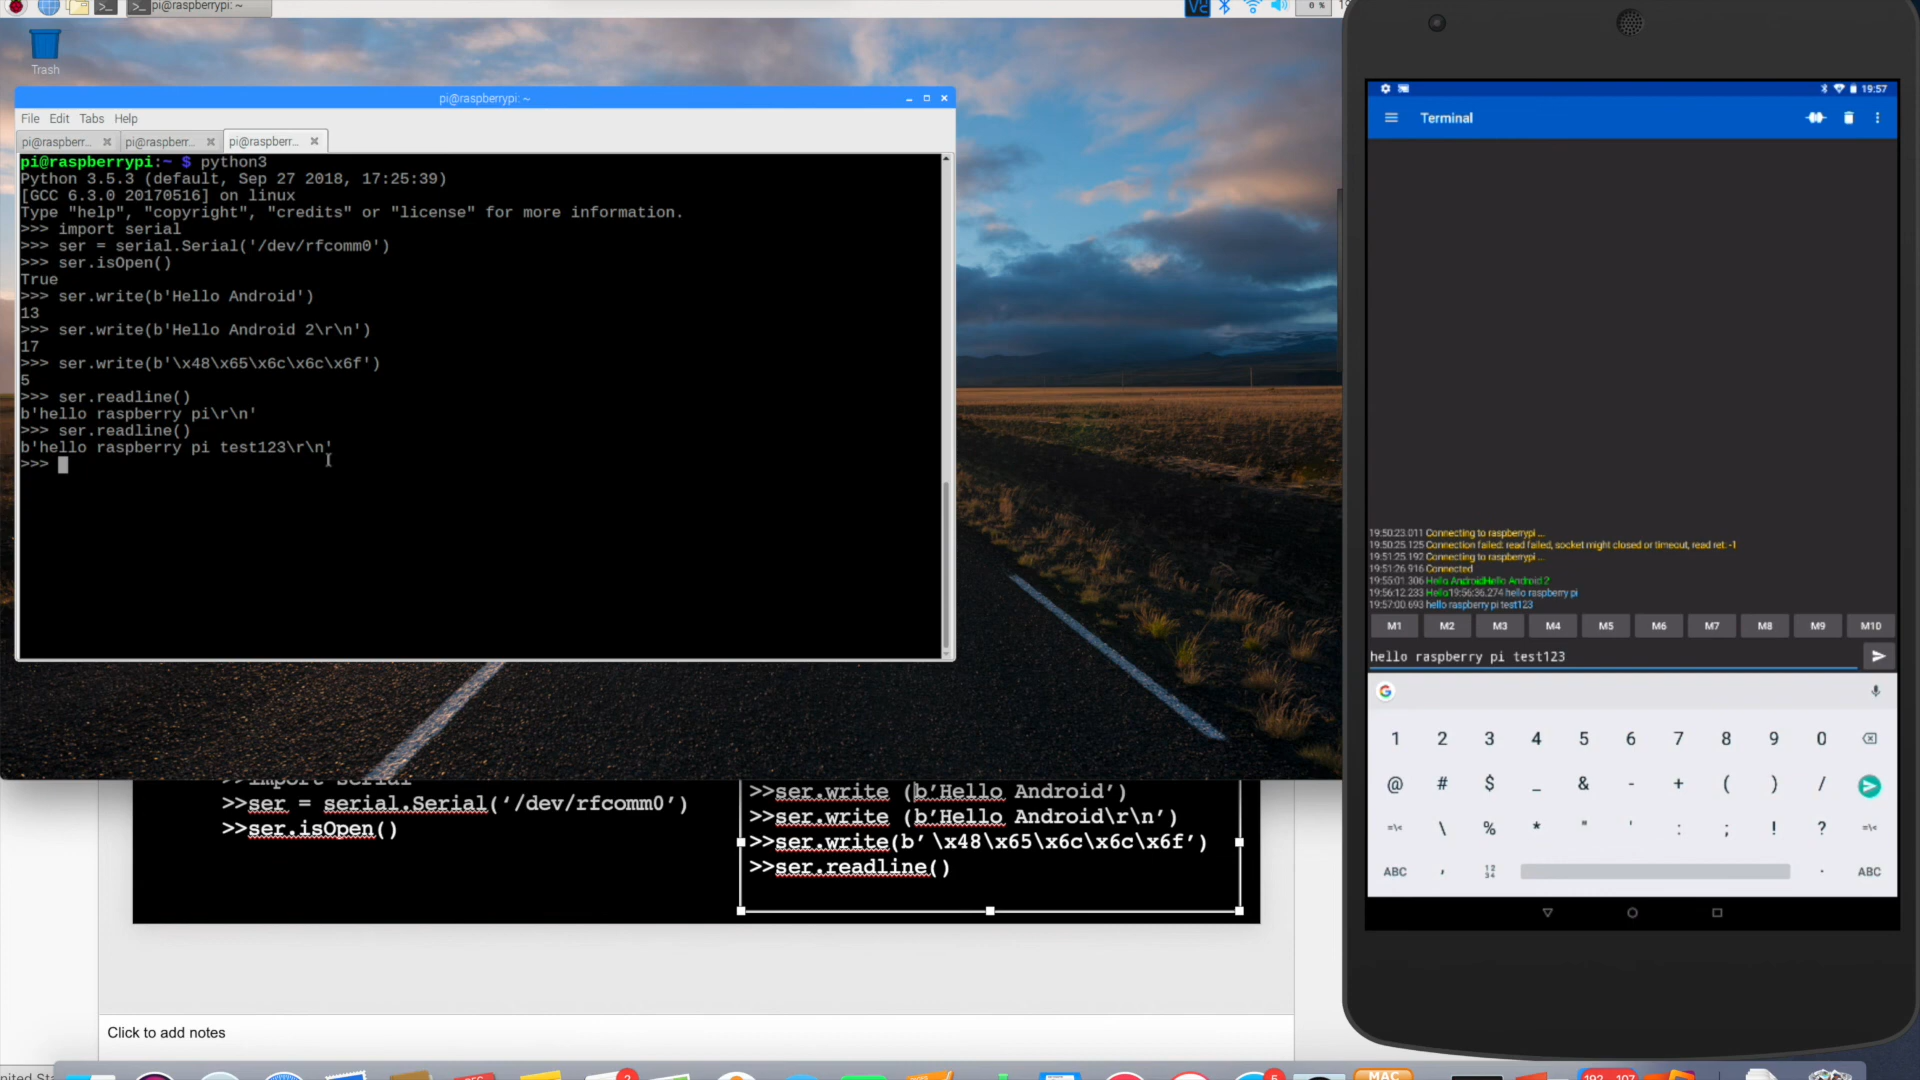 pi@raspberrypi: ~
0 %
Trash
pi@raspberrypi: ~
File Edit Tabs Help
pi@raspberr... pi@raspberr... pi@raspberr...
pi@raspberrypi:~ $ python3
Python 3.5.3 (default, Sep 27 2018, 17:25:39)
[GCC 6.3.0 20170516] on linux
Type "help", "copyright", "credits" or "license" for more information.
>>> import serial
>>> ser = serial.Serial('/dev/rfcomm0')
>>> ser.isOpen()
True
>>> ser.write(b'Hello Android')
13
>>> ser.write(b'Hello Android 2\r\n')
17
>>> ser.write(b'\x48\x65\x6c\x6c\x6f')
5
>>> ser.readline()
b'hello raspberry pi\r\n'
>>> ser.readline()
b'hello raspberry pi test123\r\n'
>>>
>>import serial
>>ser = serial.Serial(‘/dev/rfcomm0’)
>>ser.isOpen()
>>ser.write (b’Hello Android’)
>>ser.write (b’Hello Android\r\n’)
>>ser.write(b’ \x48\x65\x6c\x6c\x6f’)
>>ser.readline()
Click to add notes
19:57
Terminal
19:50:23.011 Connecting to raspberrypi ...
19:50:25.125 Connection failed: read failed, socket might closed or timeout, read ret: -1
19:51:25.192 Connecting to raspberrypi ...
19:51:26.916 Connected
19:55:01.306 Hello AndroidHello Android 2
19:56:12.233 Hello19:56:36.274 hello raspberry pi
19:57:00.693 hello raspberry pi test123
M1 M2 M3 M4 M5 M6 M7 M8 M9 M10
hello raspberry pi test123
1 2 3 4 5 6 7 8 9 0
@ # $ _ & - + ( ) /
=\< \ % * " ' : ; ! ? =\<
ABC , 12 34 . ABC
MAC